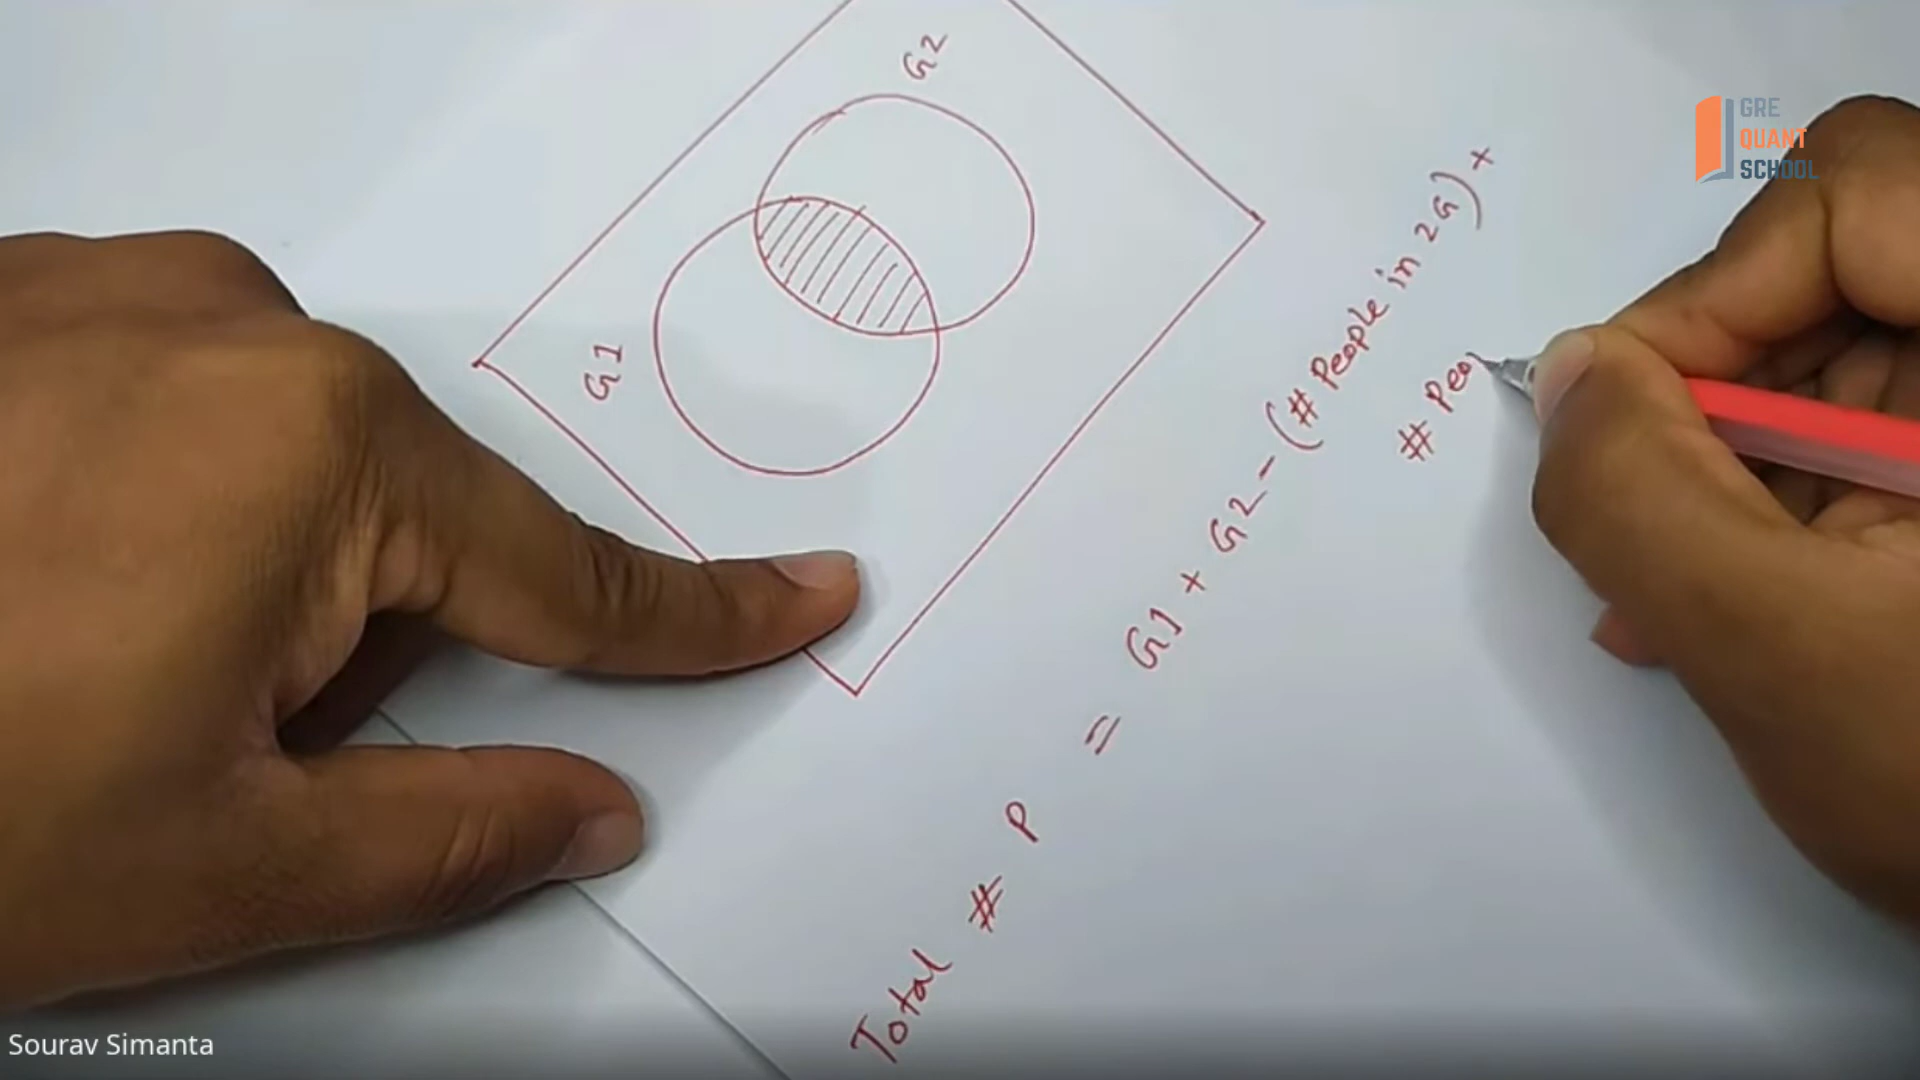 G2
G1
Total # P = G1 + G2 - (# People in 2G) +
# Peo
GRE
QUANT
SCHOOL
Sourav Simanta